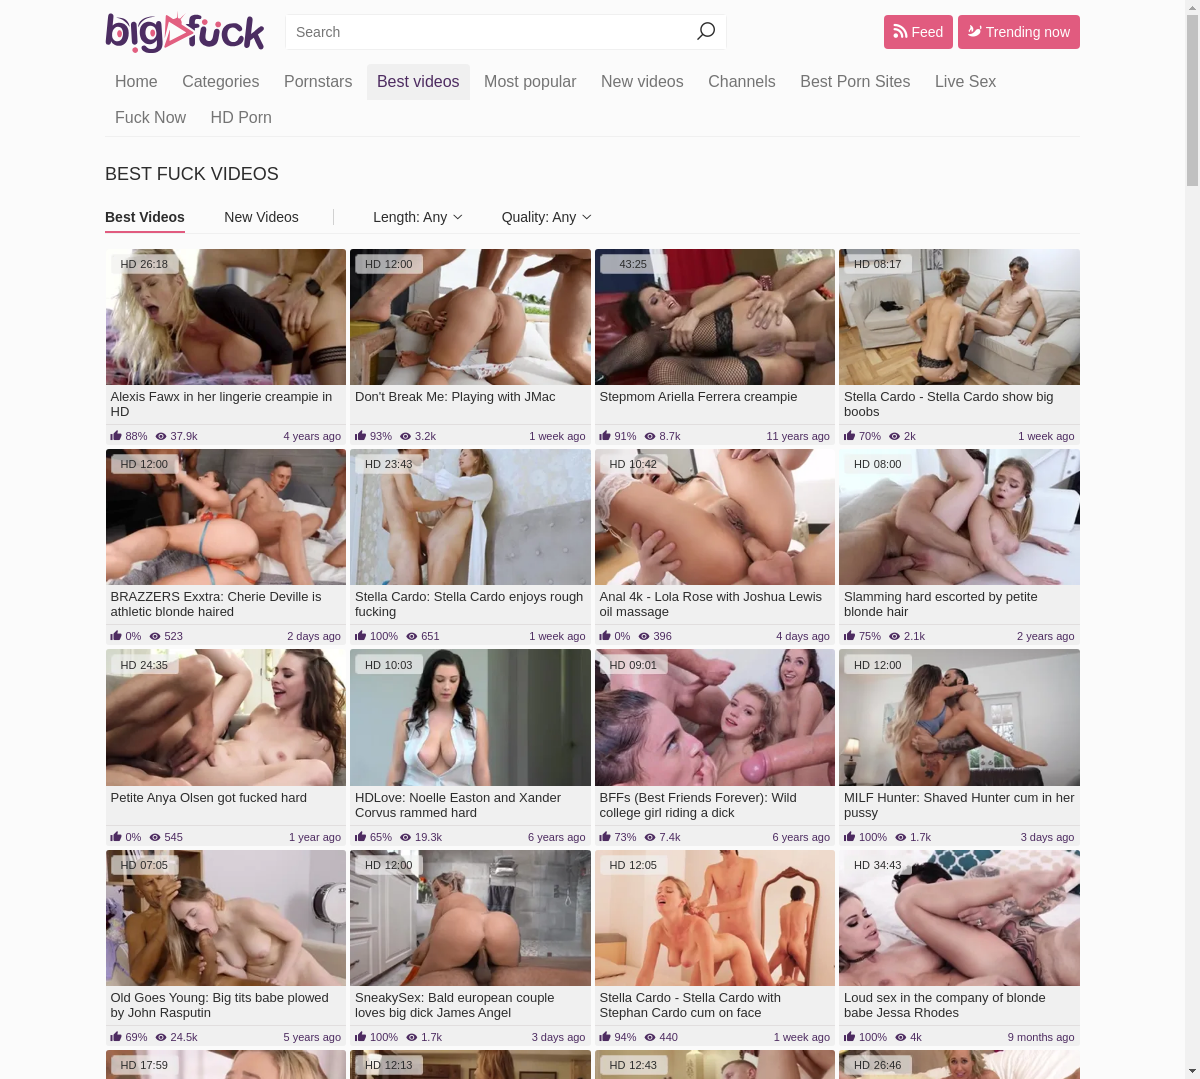 big fuck
Search
Feed
Trending now
Home
Categories
Pornstars
Best videos
Most popular
New videos
Channels
Best Porn Sites
Live Sex
Fuck Now
HD Porn
BEST FUCK VIDEOS
Best Videos
New Videos
Length: Any
Quality: Any
HD 26:18
HD 12:00
43:25
HD 08:17
Alexis Fawx in her lingerie creampie in
HD
88% 37.9k 4 years ago
Don't Break Me: Playing with JMac
93% 3.2k 1 week ago
Stepmom Ariella Ferrera creampie
91% 8.7k 11 years ago
Stella Cardo - Stella Cardo show big
boobs
70% 2k 1 week ago
HD 12:00
HD 23:43
HD 10:42
HD 08:00
BRAZZERS Exxtra: Cherie Deville is
athletic blonde haired
0% 523 2 days ago
Stella Cardo: Stella Cardo enjoys rough
fucking
100% 651 1 week ago
Anal 4k - Lola Rose with Joshua Lewis
oil massage
0% 396 4 days ago
Slamming hard escorted by petite
blonde hair
75% 2.1k 2 years ago
HD 24:35
HD 10:03
HD 09:01
HD 12:00
Petite Anya Olsen got fucked hard
0% 545 1 year ago
HDLove: Noelle Easton and Xander
Corvus rammed hard
65% 19.3k 6 years ago
BFFs (Best Friends Forever): Wild
college girl riding a dick
73% 7.4k 6 years ago
MILF Hunter: Shaved Hunter cum in her
pussy
100% 1.7k 3 days ago
HD 07:05
HD 12:00
HD 12:05
HD 34:43
Old Goes Young: Big tits babe plowed
by John Rasputin
69% 24.5k 5 years ago
SneakySex: Bald european couple
loves big dick James Angel
100% 1.7k 3 days ago
Stella Cardo - Stella Cardo with
Stephan Cardo cum on face
94% 440 1 week ago
Loud sex in the company of blonde
babe Jessa Rhodes
100% 4k 9 months ago
HD 17:59
HD 12:13
HD 12:43
HD 26:46